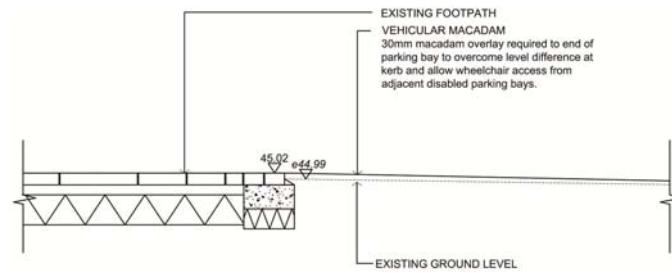 EXISTING FOOTPATH
VEHICULAR MACADAM
30mm macadam overlay required to end of
parking bay to overcome level difference at
kerb and allow wheelchair access from
adjacent disabled parking bays.
45.02
e44.99
EXISTING GROUND LEVEL